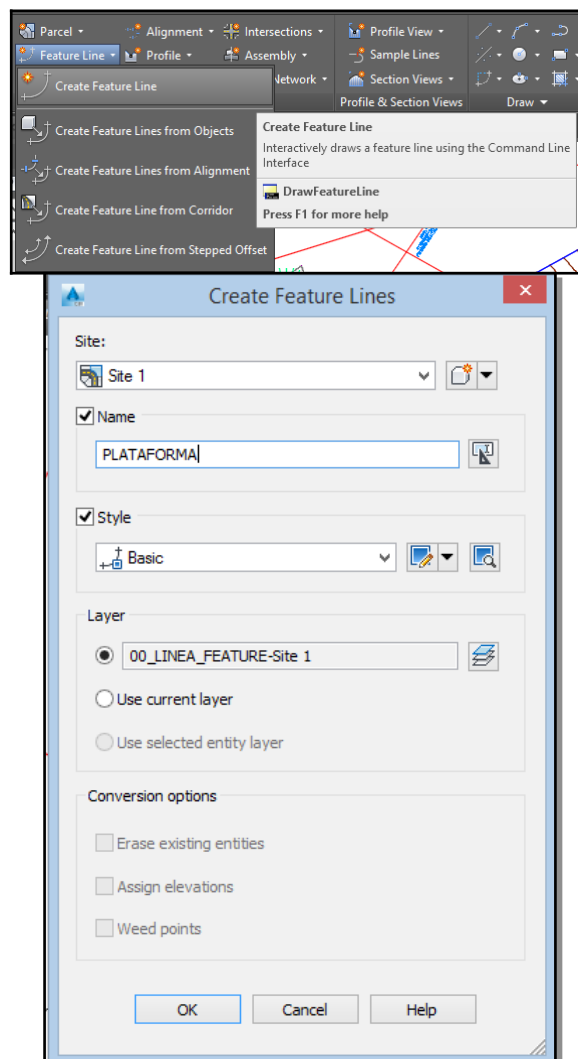 Parcel Alignment Intersections Profile View
Feature Line Profile Assembly Sample Lines
Create Feature Line Network Section Views
Profile & Section Views Draw
Create Feature Lines from Objects
Create Feature Line
Interactively draws a feature line using the Command Line
Interface
Create Feature Lines from Alignment
DrawFeatureLine
Create Feature Line from Corridor
Press F1 for more help
Create Feature Line from Stepped Offset
Create Feature Lines
Site:
Site 1
Name
PLATAFORMA
Style
Basic
Layer
00_LINEA_FEATURE-Site 1
Use current layer
Use selected entity layer
Conversion options
Erase existing entities
Assign elevations
Weed points
OK Cancel Help